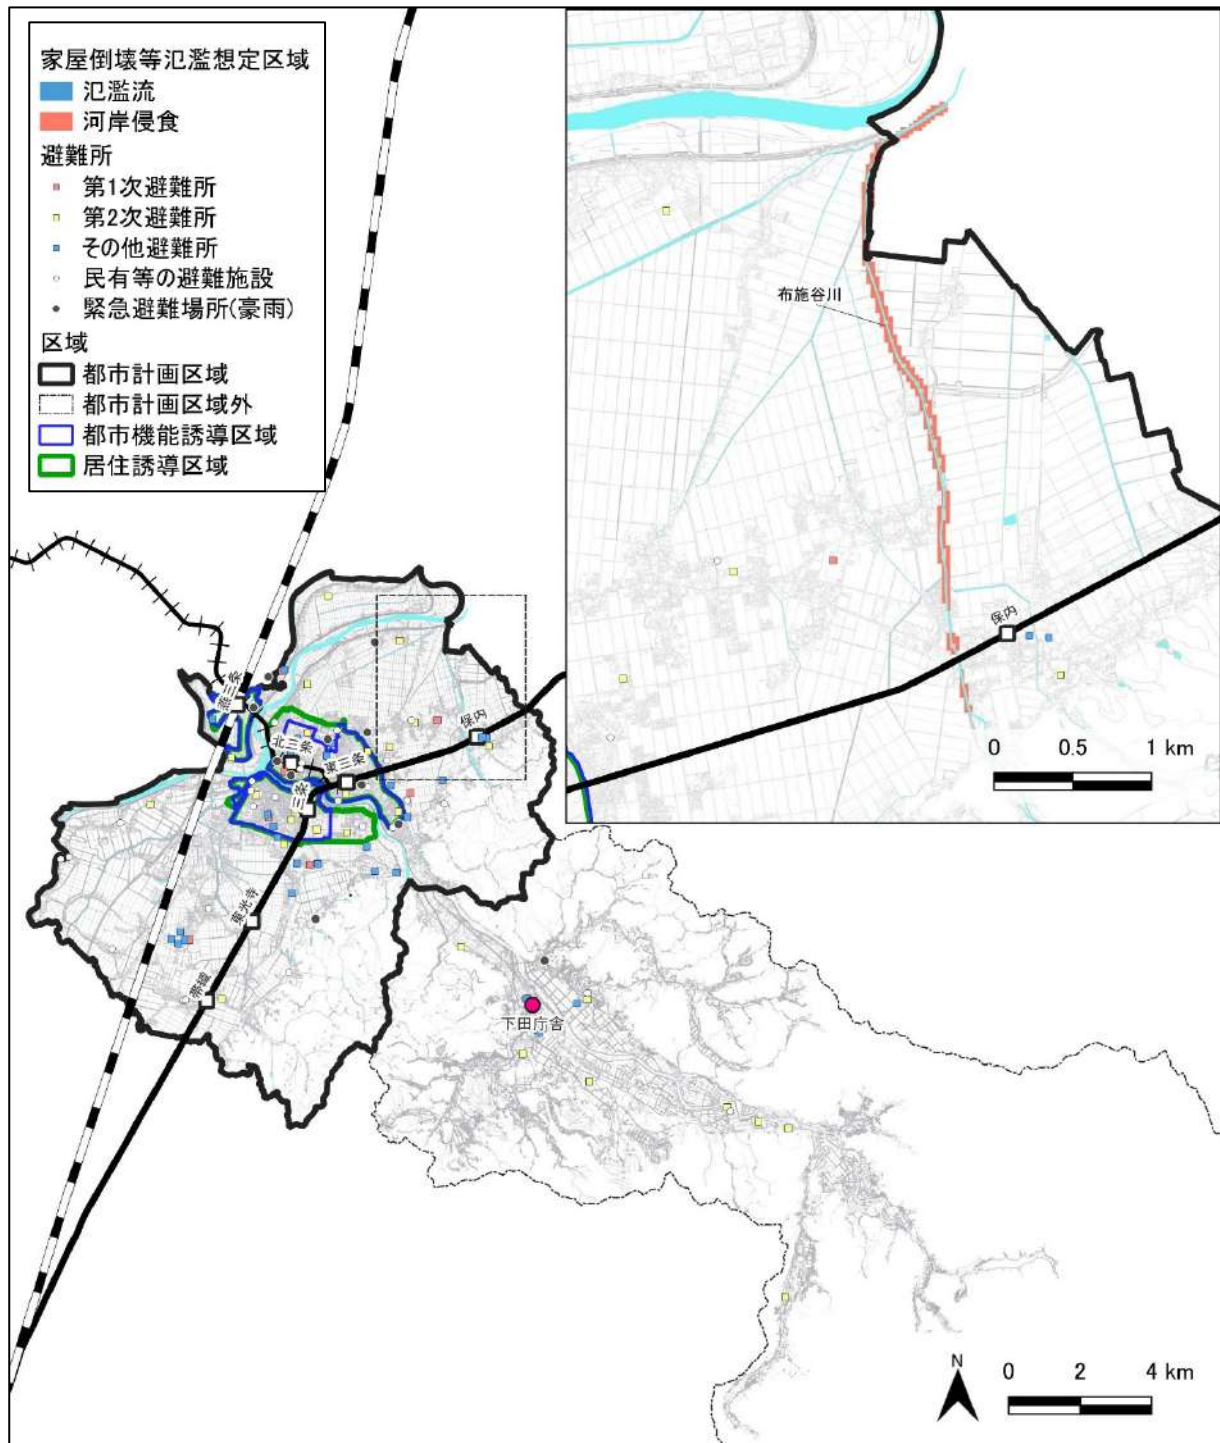 家屋倒壊等氾濫想定区域
氾濫流
河岸侵食
避難所
第1次避難所
第2次避難所
その他避難所
民有等の避難施設
緊急避難場所(豪雨)
区域
都市計画区域
都市計画区域外
都市機能誘導区域
居住誘導区域
布施谷川
保内
0 0.5 1 km
燕三条
北三条
東三条
保内
三条
東光寺
帯織
下田庁舎
N
0 2 4 km